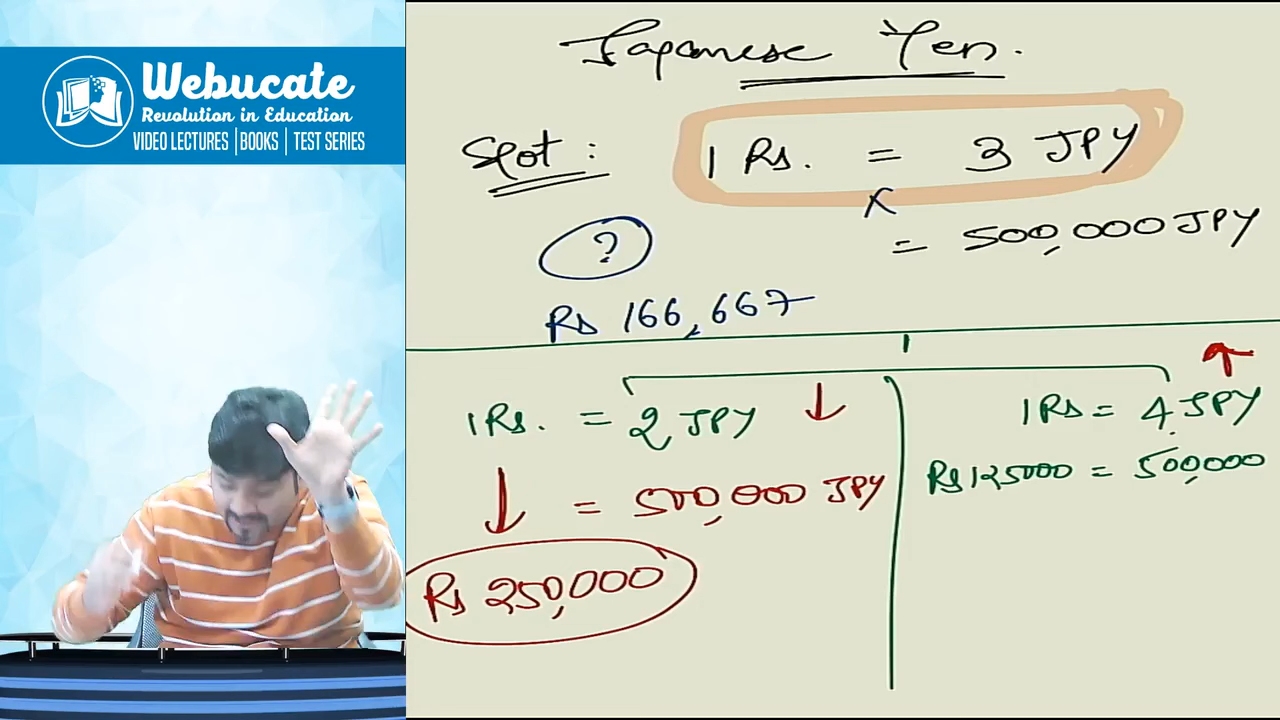 Webucate
Revolution in Education
VIDEO LECTURES | BOOKS | TEST SERIES
Japanese Yen.
Spot : 1 Rs. = 3 JPY
x
? = 500,000 JPY
Rs 166,667
1 Rs. = 2 JPY ↓
↓ = 500,000 JPY
Rs 250,000
1 Rs = 4 JPY ↑
Rs 125000 = 500,000